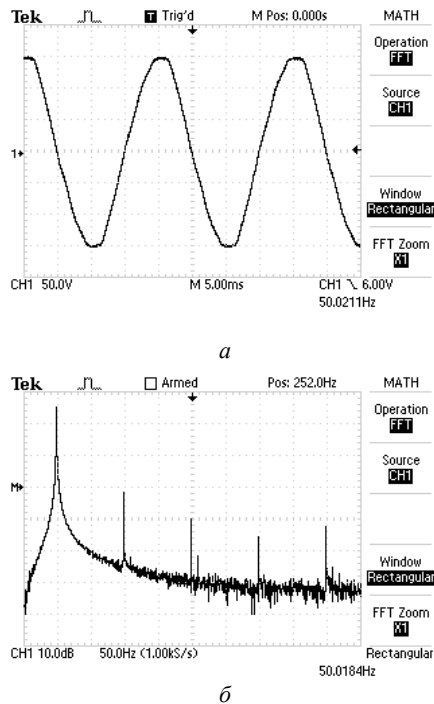 Tek T Trig'd M Pos: 0.000s MATH
Operation
FFT
Source
CH1
1
Window
Rectangular
FFT Zoom
X1
CH1 50.0V M 5.00ms CH1 \ 6.00V
50.0211Hz
а
Tek Armed Pos: 252.0Hz MATH
Operation
FFT
Source
CH1
M
Window
Rectangular
FFT Zoom
X1
CH1 10.0dB 50.0Hz (1.00kS/s) Rectangular
50.0184Hz
б